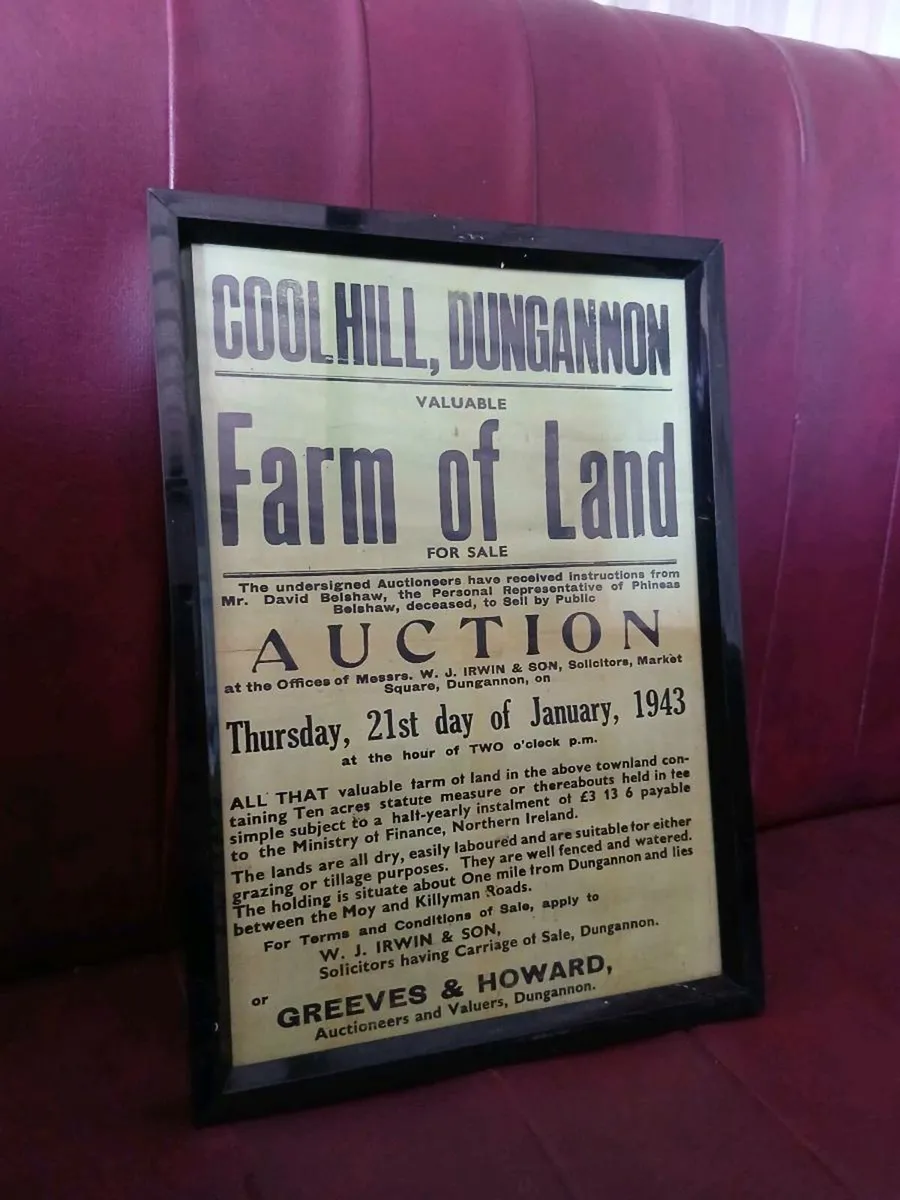 COOLHILL, DUNGANNON
VALUABLE
Farm of Land
FOR SALE
The undersigned Auctioneers have received instructions from
Mr. David Belshaw, the Personal Representative of Phineas
Belshaw, deceased, to Sell by Public
AUCTION
at the Offices of Messrs. W. J. IRWIN & SON, Solicitors, Market
Square, Dungannon, on
Thursday, 21st day of January, 1943
at the hour of TWO o'clock p.m.
ALL THAT valuable farm of land in the above townland con-
taining Ten acres statute measure or thereabouts held in fee
simple subject to a half-yearly instalment of £3 13 6 payable
to the Ministry of Finance, Northern Ireland.
The lands are all dry, easily laboured and are suitable for either
grazing or tillage purposes. They are well fenced and watered.
The holding is situate about One mile from Dungannon and lies
between the Moy and Killyman Roads.
For Terms and Conditions of Sale, apply to
W. J. IRWIN & SON,
Solicitors having Carriage of Sale, Dungannon.
or GREEVES & HOWARD,
Auctioneers and Valuers, Dungannon.